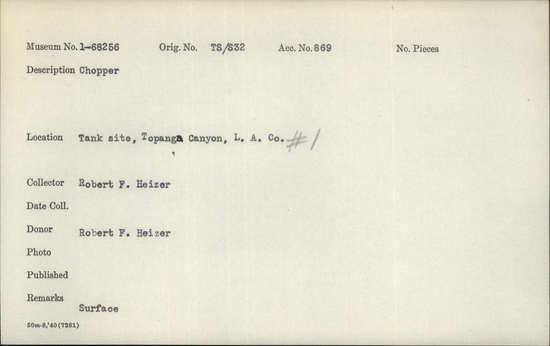 Museum No. 1-68256 Orig. No. TS/S32 Acc. No. 869 No. Pieces
Description Chopper
Location Tank site, Topanga Canyon, L. A. Co. #1
Collector Robert F. Heizer
Date Coll.
Donor Robert F. Heizer
Photo
Published
Remarks
Surface
50m-8,'40(7261)